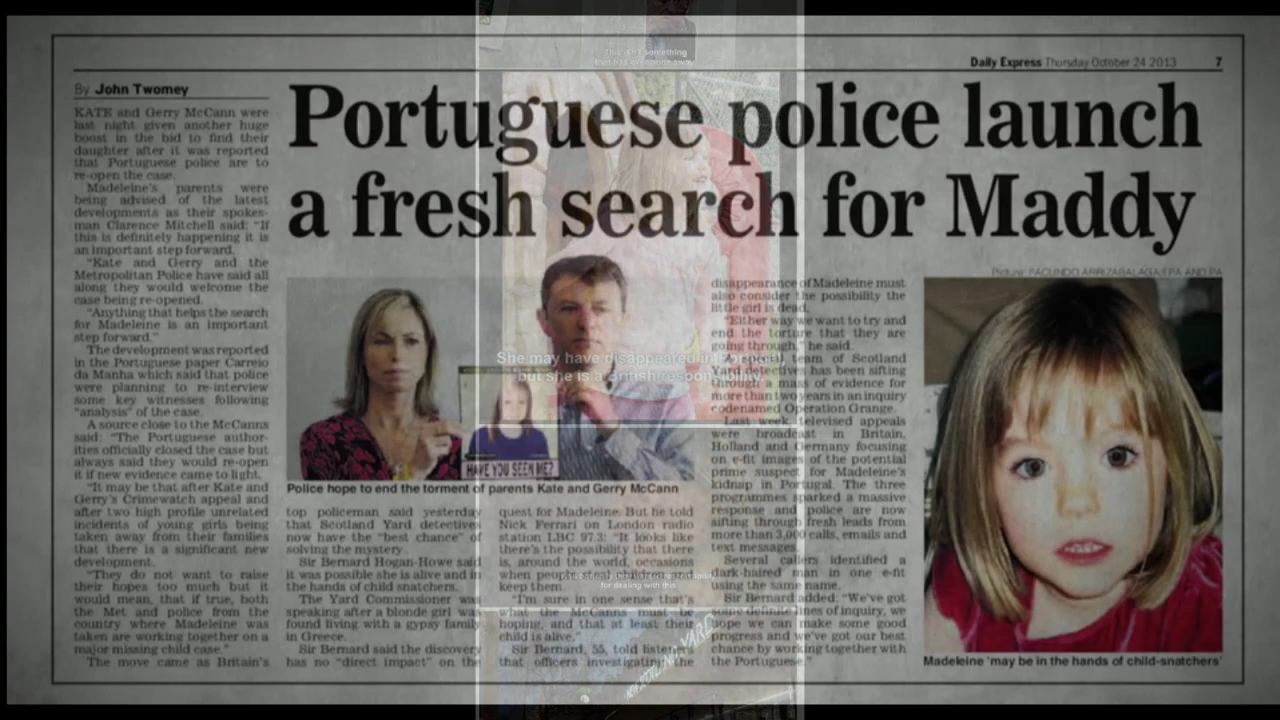 Daily Express Thursday October 24 2013 7
By John Twomey
Portuguese police launch
a fresh search for Maddy
KATE and Gerry McCann were
last night given another huge
boost in the bid to find their
daughter after it was reported
that Portuguese police are to
re-open the case.
Madeleine's parents were
being advised of the latest
developments as their spokes-
man Clarence Mitchell said: "If
this is definitely happening it is
an important step forward.
"Kate and Gerry and the
Metropolitan Police have said all
along they would welcome the
case being re-opened.
"Anything that helps the search
for Madeleine is an important
step forward."
The development was reported
in the Portuguese paper Carreio
da Manha which said that police
were planning to re-interview
some key witnesses following
"analysis" of the case.
A source close to the McCanns
said: "The Portuguese author-
ities officially closed the case but
always said they would re-open
it if new evidence came to light.
"It may be that after Kate and
Gerry's Crimewatch appeal and
after two high profile unrelated
incidents of young girls being
taken away from their families
that there is a significant new
development.
"They do not want to raise
their hopes too much but it
would mean, that if true, both
the Met and police from the
country where Madeleine was
taken are working together on a
major missing child case."
The move came as Britain's
HAVE YOU SEEN ME?
Police hope to end the torment of parents Kate and Gerry McCann
top policeman said yesterday
that Scotland Yard detectives
now have the "best chance" of
solving the mystery.
Sir Bernard Hogan-Howe said
it was possible she is alive and in
the hands of child snatchers.
The Yard Commissioner was
speaking after a blonde girl was
found living with a gypsy family
in Greece.
Sir Bernard said the discovery
has no "direct impact" on the
quest for Madeleine. But he told
Nick Ferrari on London radio
station LBC 97.3: "It looks like
there's the possibility that there
is, around the world, occasions
when people steal children and
keep them.
"I'm sure in one sense that's
what the McCanns must be
hoping, and that at least their
child is alive."
Sir Bernard, 55, told listeners
that officers investigating the
disappearance of Madeleine must
also consider the possibility the
little girl is dead.
"Either way we want to try and
end the torture that they are
going through," he said.
A team of Scotland
Yard detectives has been sifting
through a mass of evidence for
more than two years in an inquiry
codenamed Operation Grange.
Last week, televised appeals
were broadcast in Britain,
Holland and Germany focusing
on e-fit images of the potential
prime suspect for Madeleine's
kidnap in Portugal. The three
programmes sparked a massive
response and police are now
sifting through fresh leads from
more than 3,000 calls, emails and
text messages.
Several callers identified a
dark-haired man in one e-fit
using the same name.
Sir Bernard added: "We've got
some definite lines of inquiry, we
hope we can make some good
progress and we've got our best
chance by working together with
the Portuguese."
Picture: FACUNDO ARRIZABALAGA/EPA AND PA
Madeleine 'may be in the hands of child-snatchers'
This isn't something
She may have disappeared in Portugal
but she is a British responsibility
for dealing with this
NEW SCOTLAND YARD